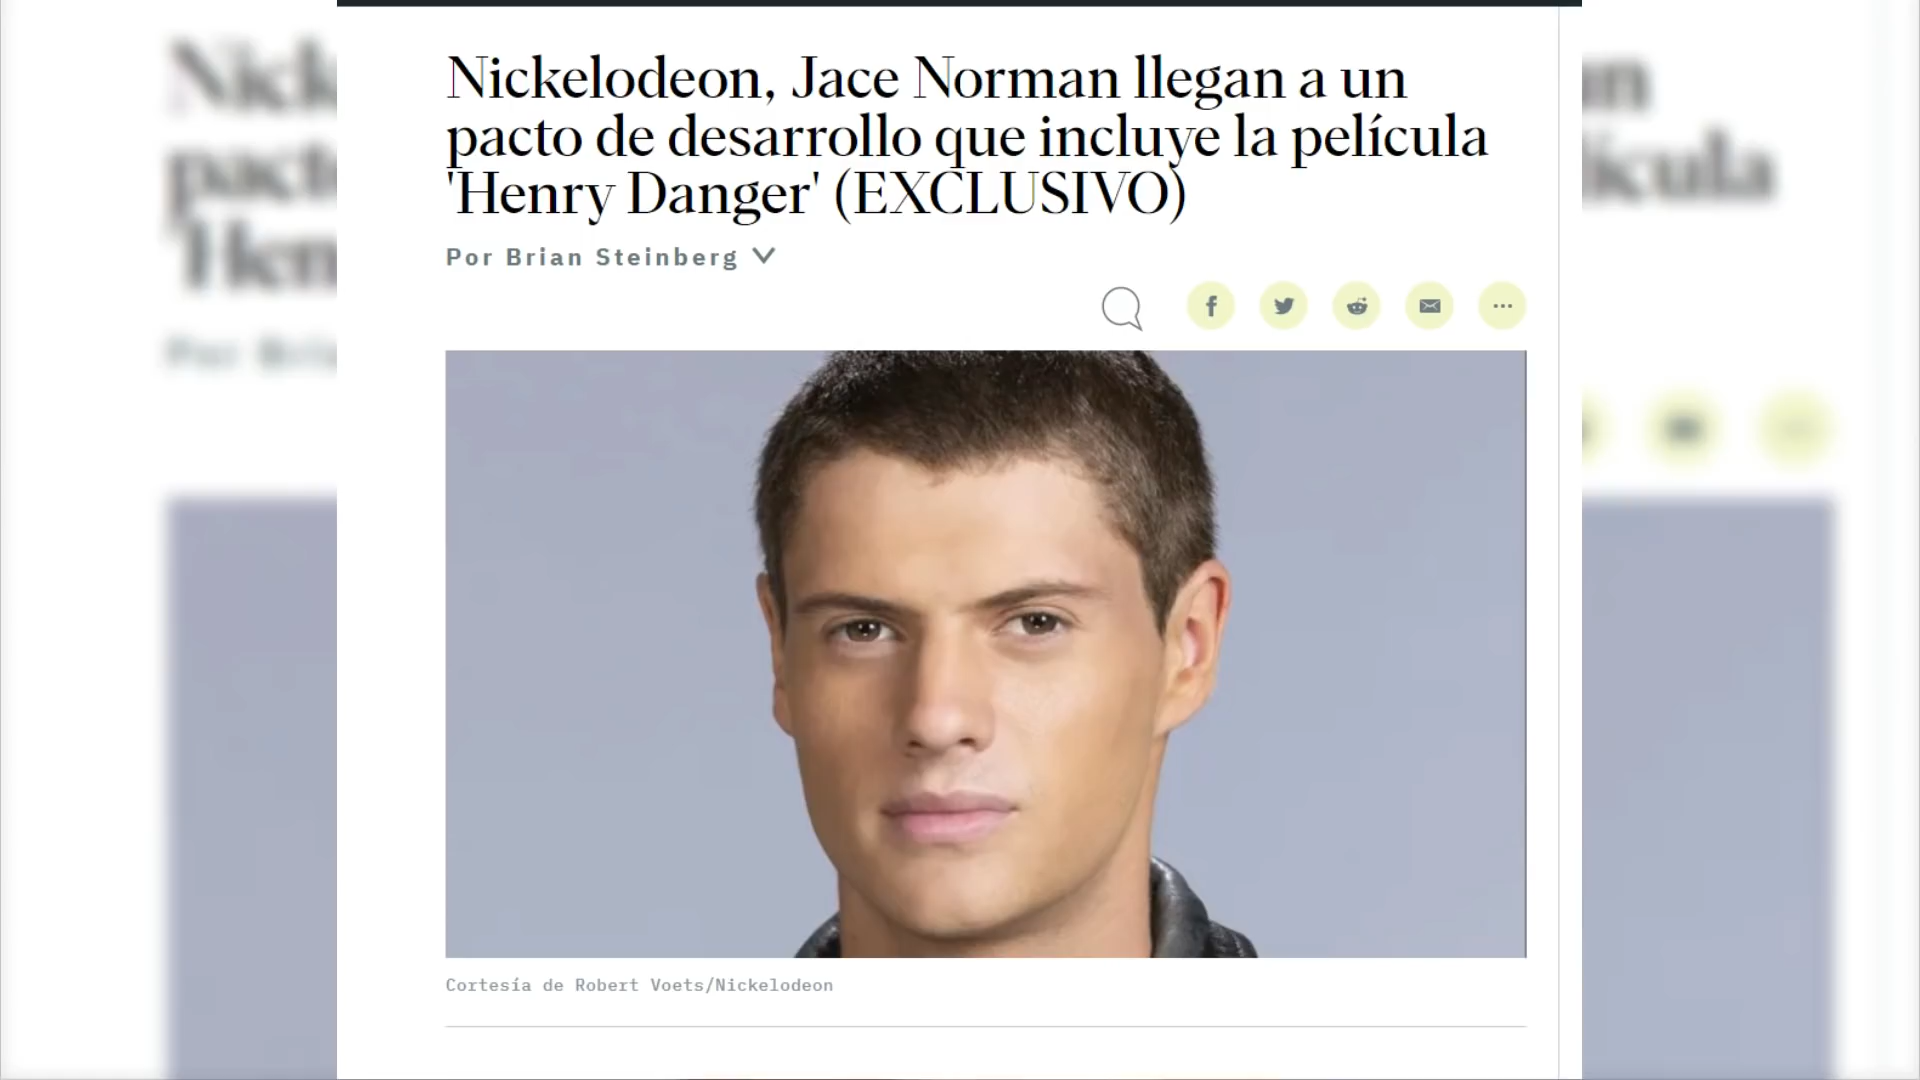 Nickelodeon, Jace Norman llegan a un
pacto de desarrollo que incluye la película
'Henry Danger' (EXCLUSIVO)
Por Brian Steinberg
Cortesía de Robert Voets/Nickelodeon